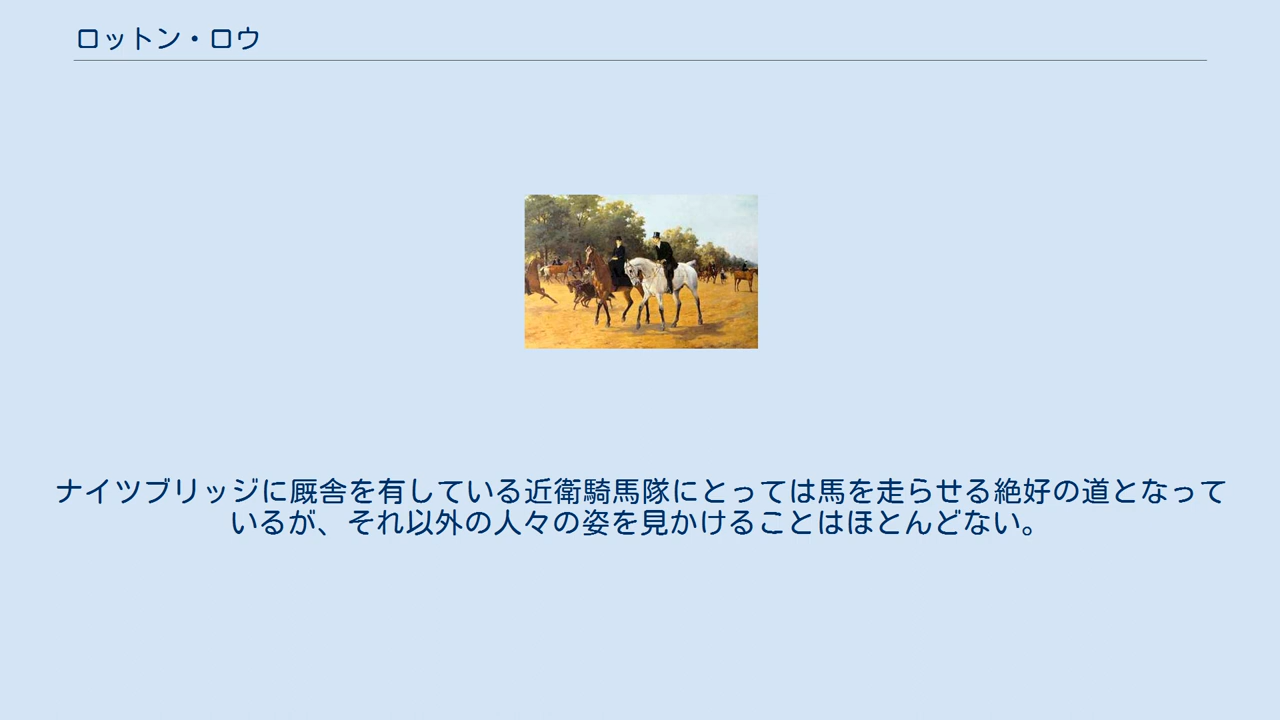 ロットン・ロウ
ナイツブリッジに厩舎を有している近衛騎馬隊にとっては馬を走らせる絶好の道となって
いるが、それ以外の人々の姿を見かけることはほとんどない。